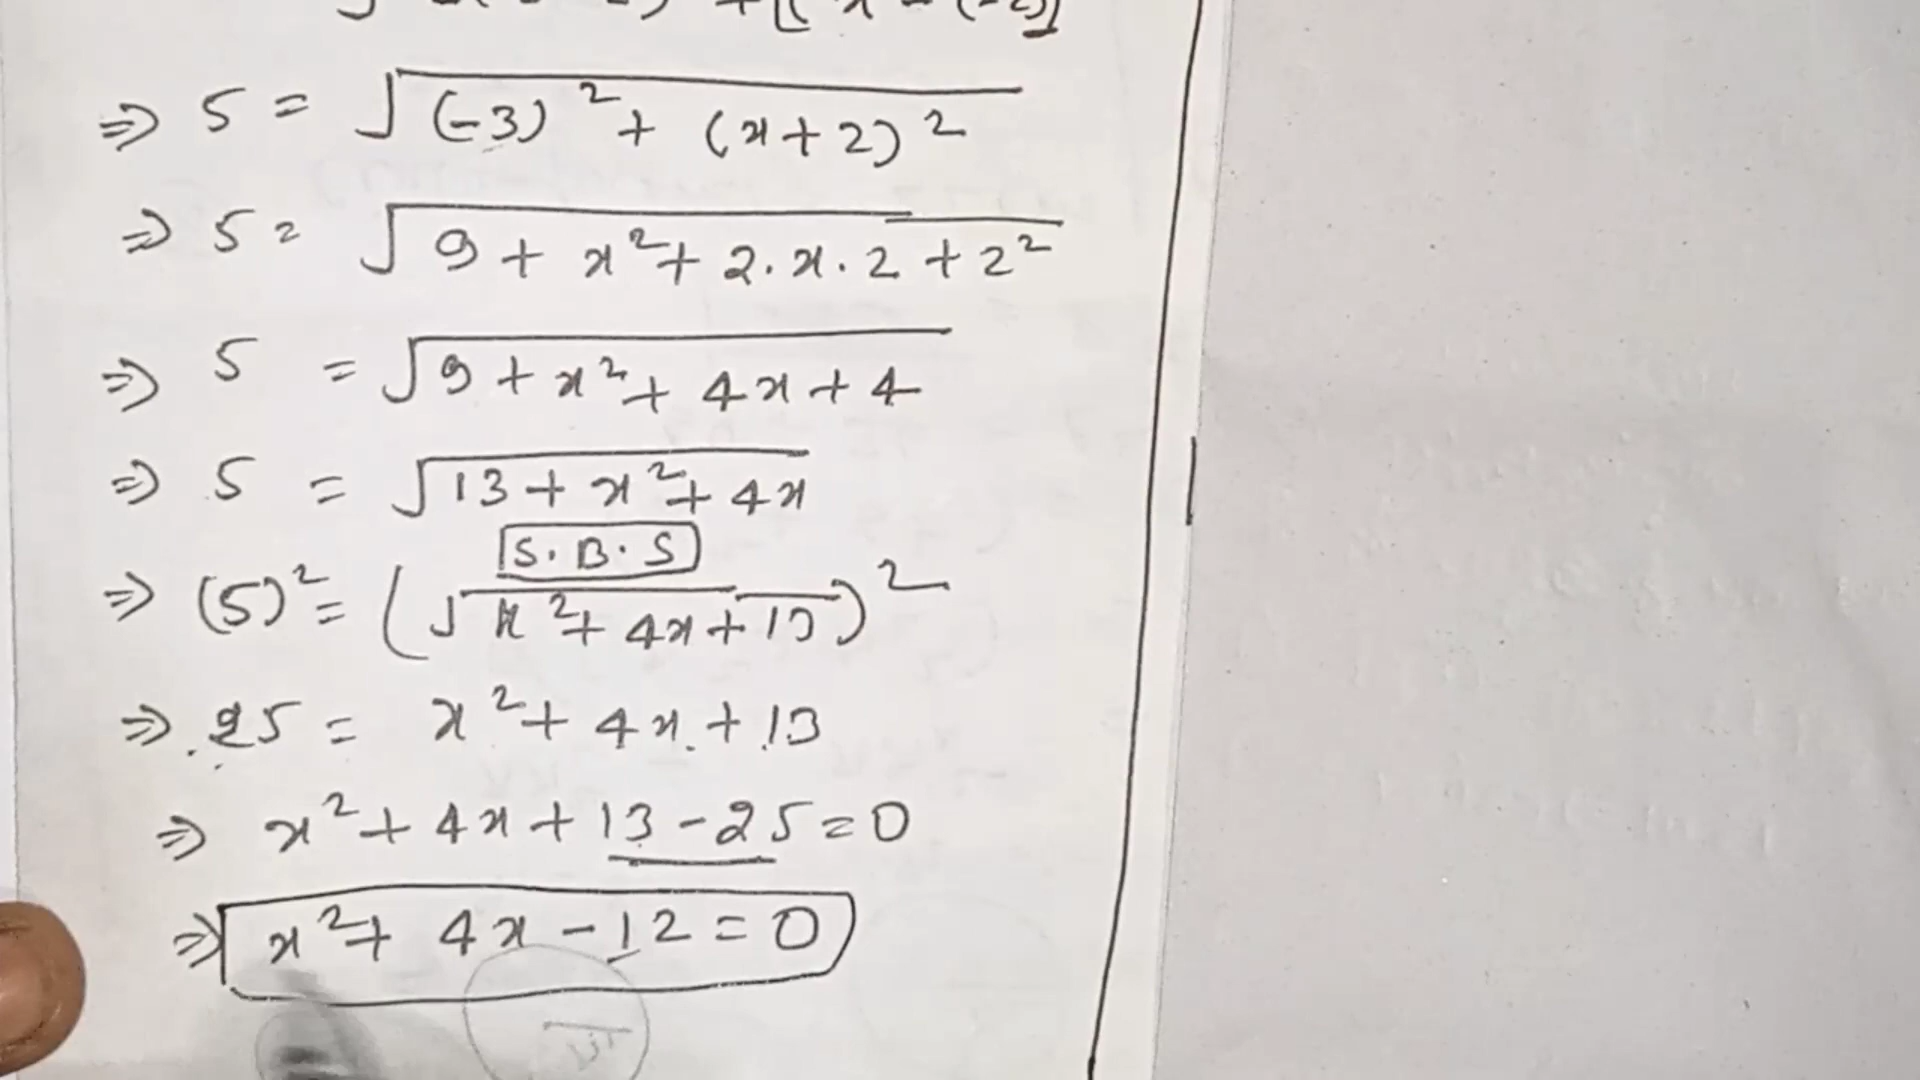 ⇒ 5 = √(-3)² + (x+2)²
⇒ 5 = √9 + x² + 2.x.2 + 2²
⇒ 5 = √9 + x² + 4x + 4
⇒ 5 = √13 + x² + 4x
S.B.S
⇒ (5)² = (√x² + 4x + 13)²
⇒ 25 = x² + 4x + 13
⇒ x² + 4x + 13 - 25 = 0
⇒ x² + 4x - 12 = 0